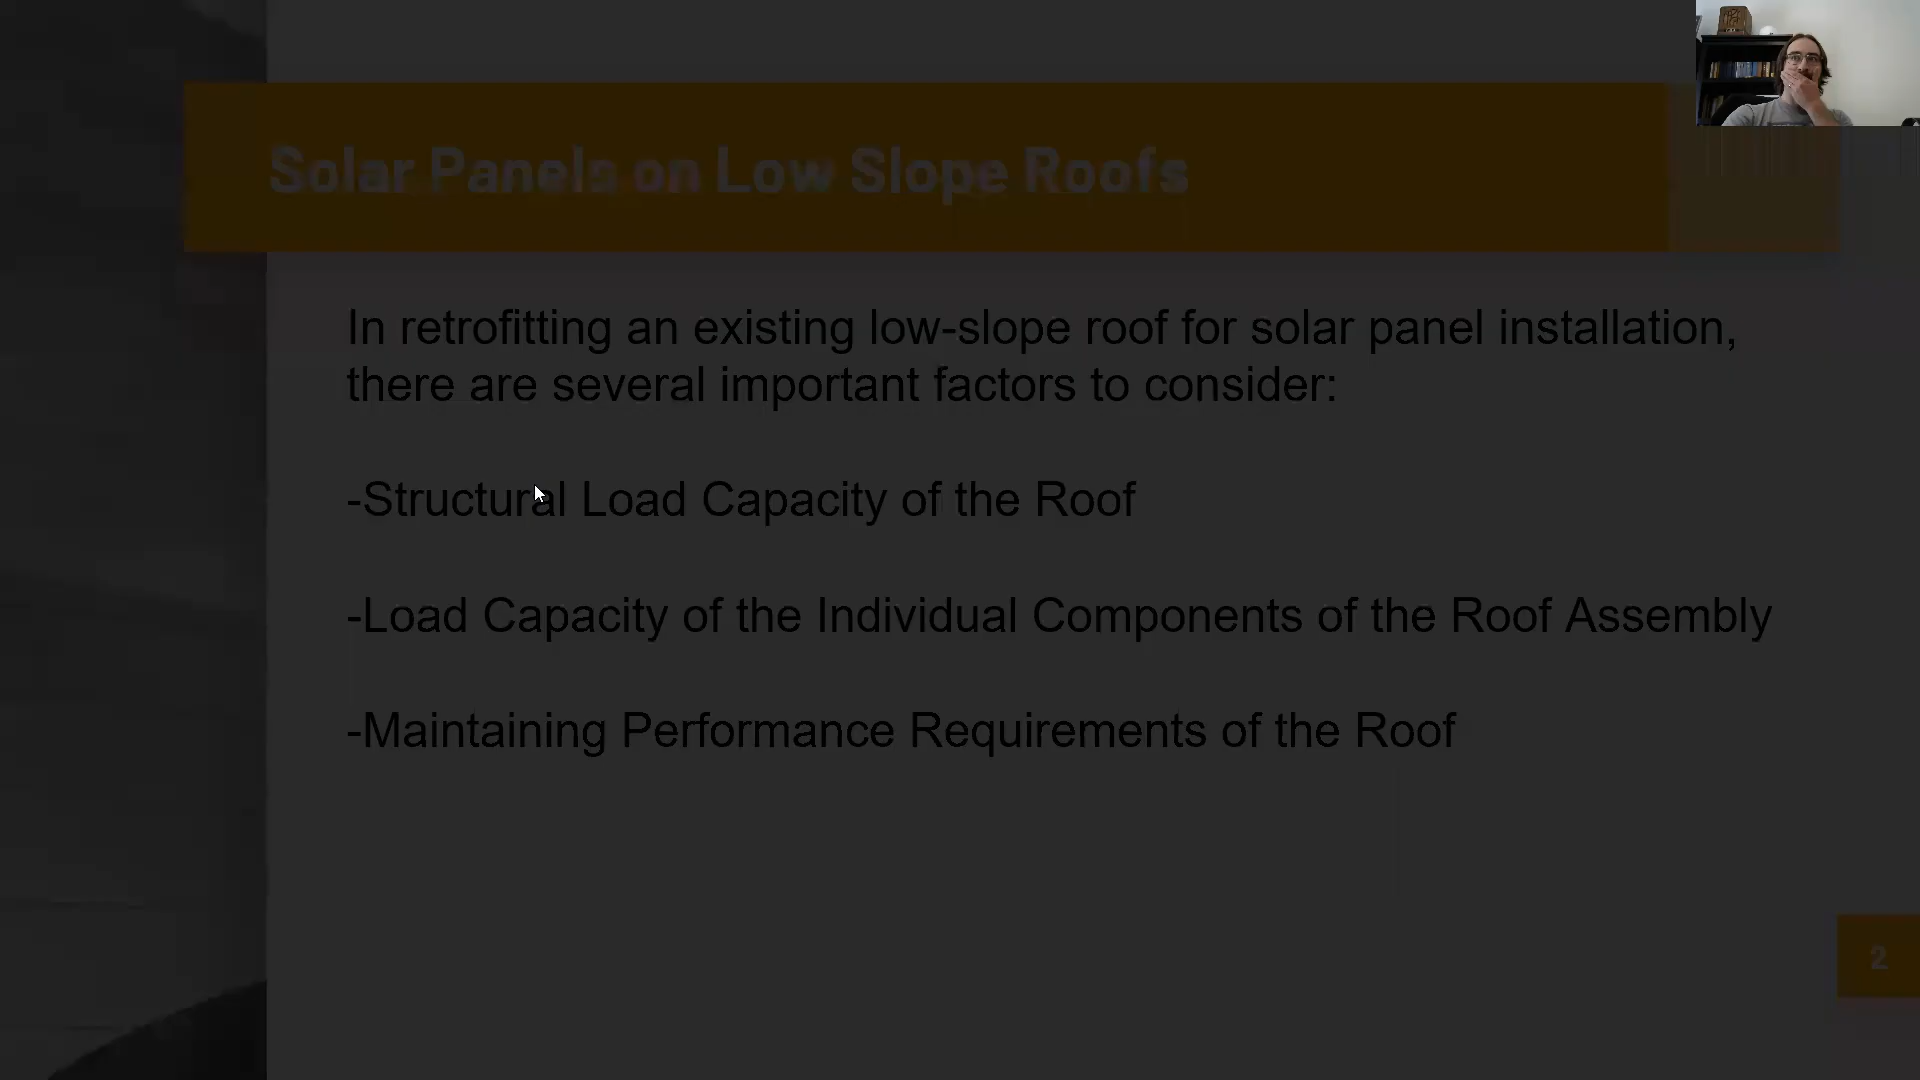 Solar Panels on Low Slope Roofs
In retrofitting an existing low-slope roof for solar panel installation,
there are several important factors to consider:
-Structural Load Capacity of the Roof
-Load Capacity of the Individual Components of the Roof Assembly
-Maintaining Performance Requirements of the Roof
2